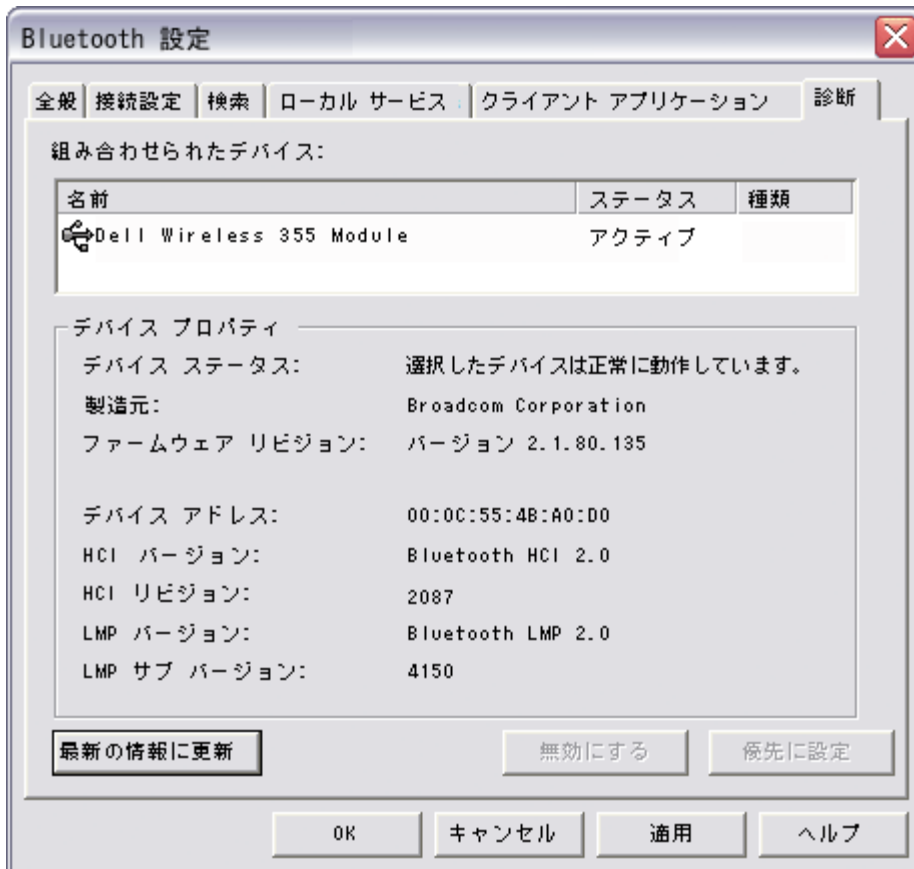 Bluetooth 設定
全般 接続設定 検索 ローカル サービス クライアント アプリケーション 診断
組み合わせられたデバイス:
名前 ステータス 種類
Dell Wireless 355 Module アクティブ
デバイス プロパティ
デバイス ステータス: 選択したデバイスは正常に動作しています。
製造元: Broadcom Corporation
ファームウェア リビジョン: バージョン 2.1.80.135
デバイス アドレス: 00:0C:55:4B:A0:D0
HCI バージョン: Bluetooth HCI 2.0
HCI リビジョン: 2087
LMP バージョン: Bluetooth LMP 2.0
LMP サブ バージョン: 4150
最新の情報に更新 無効にする 優先に設定
OK キャンセル 適用 ヘルプ